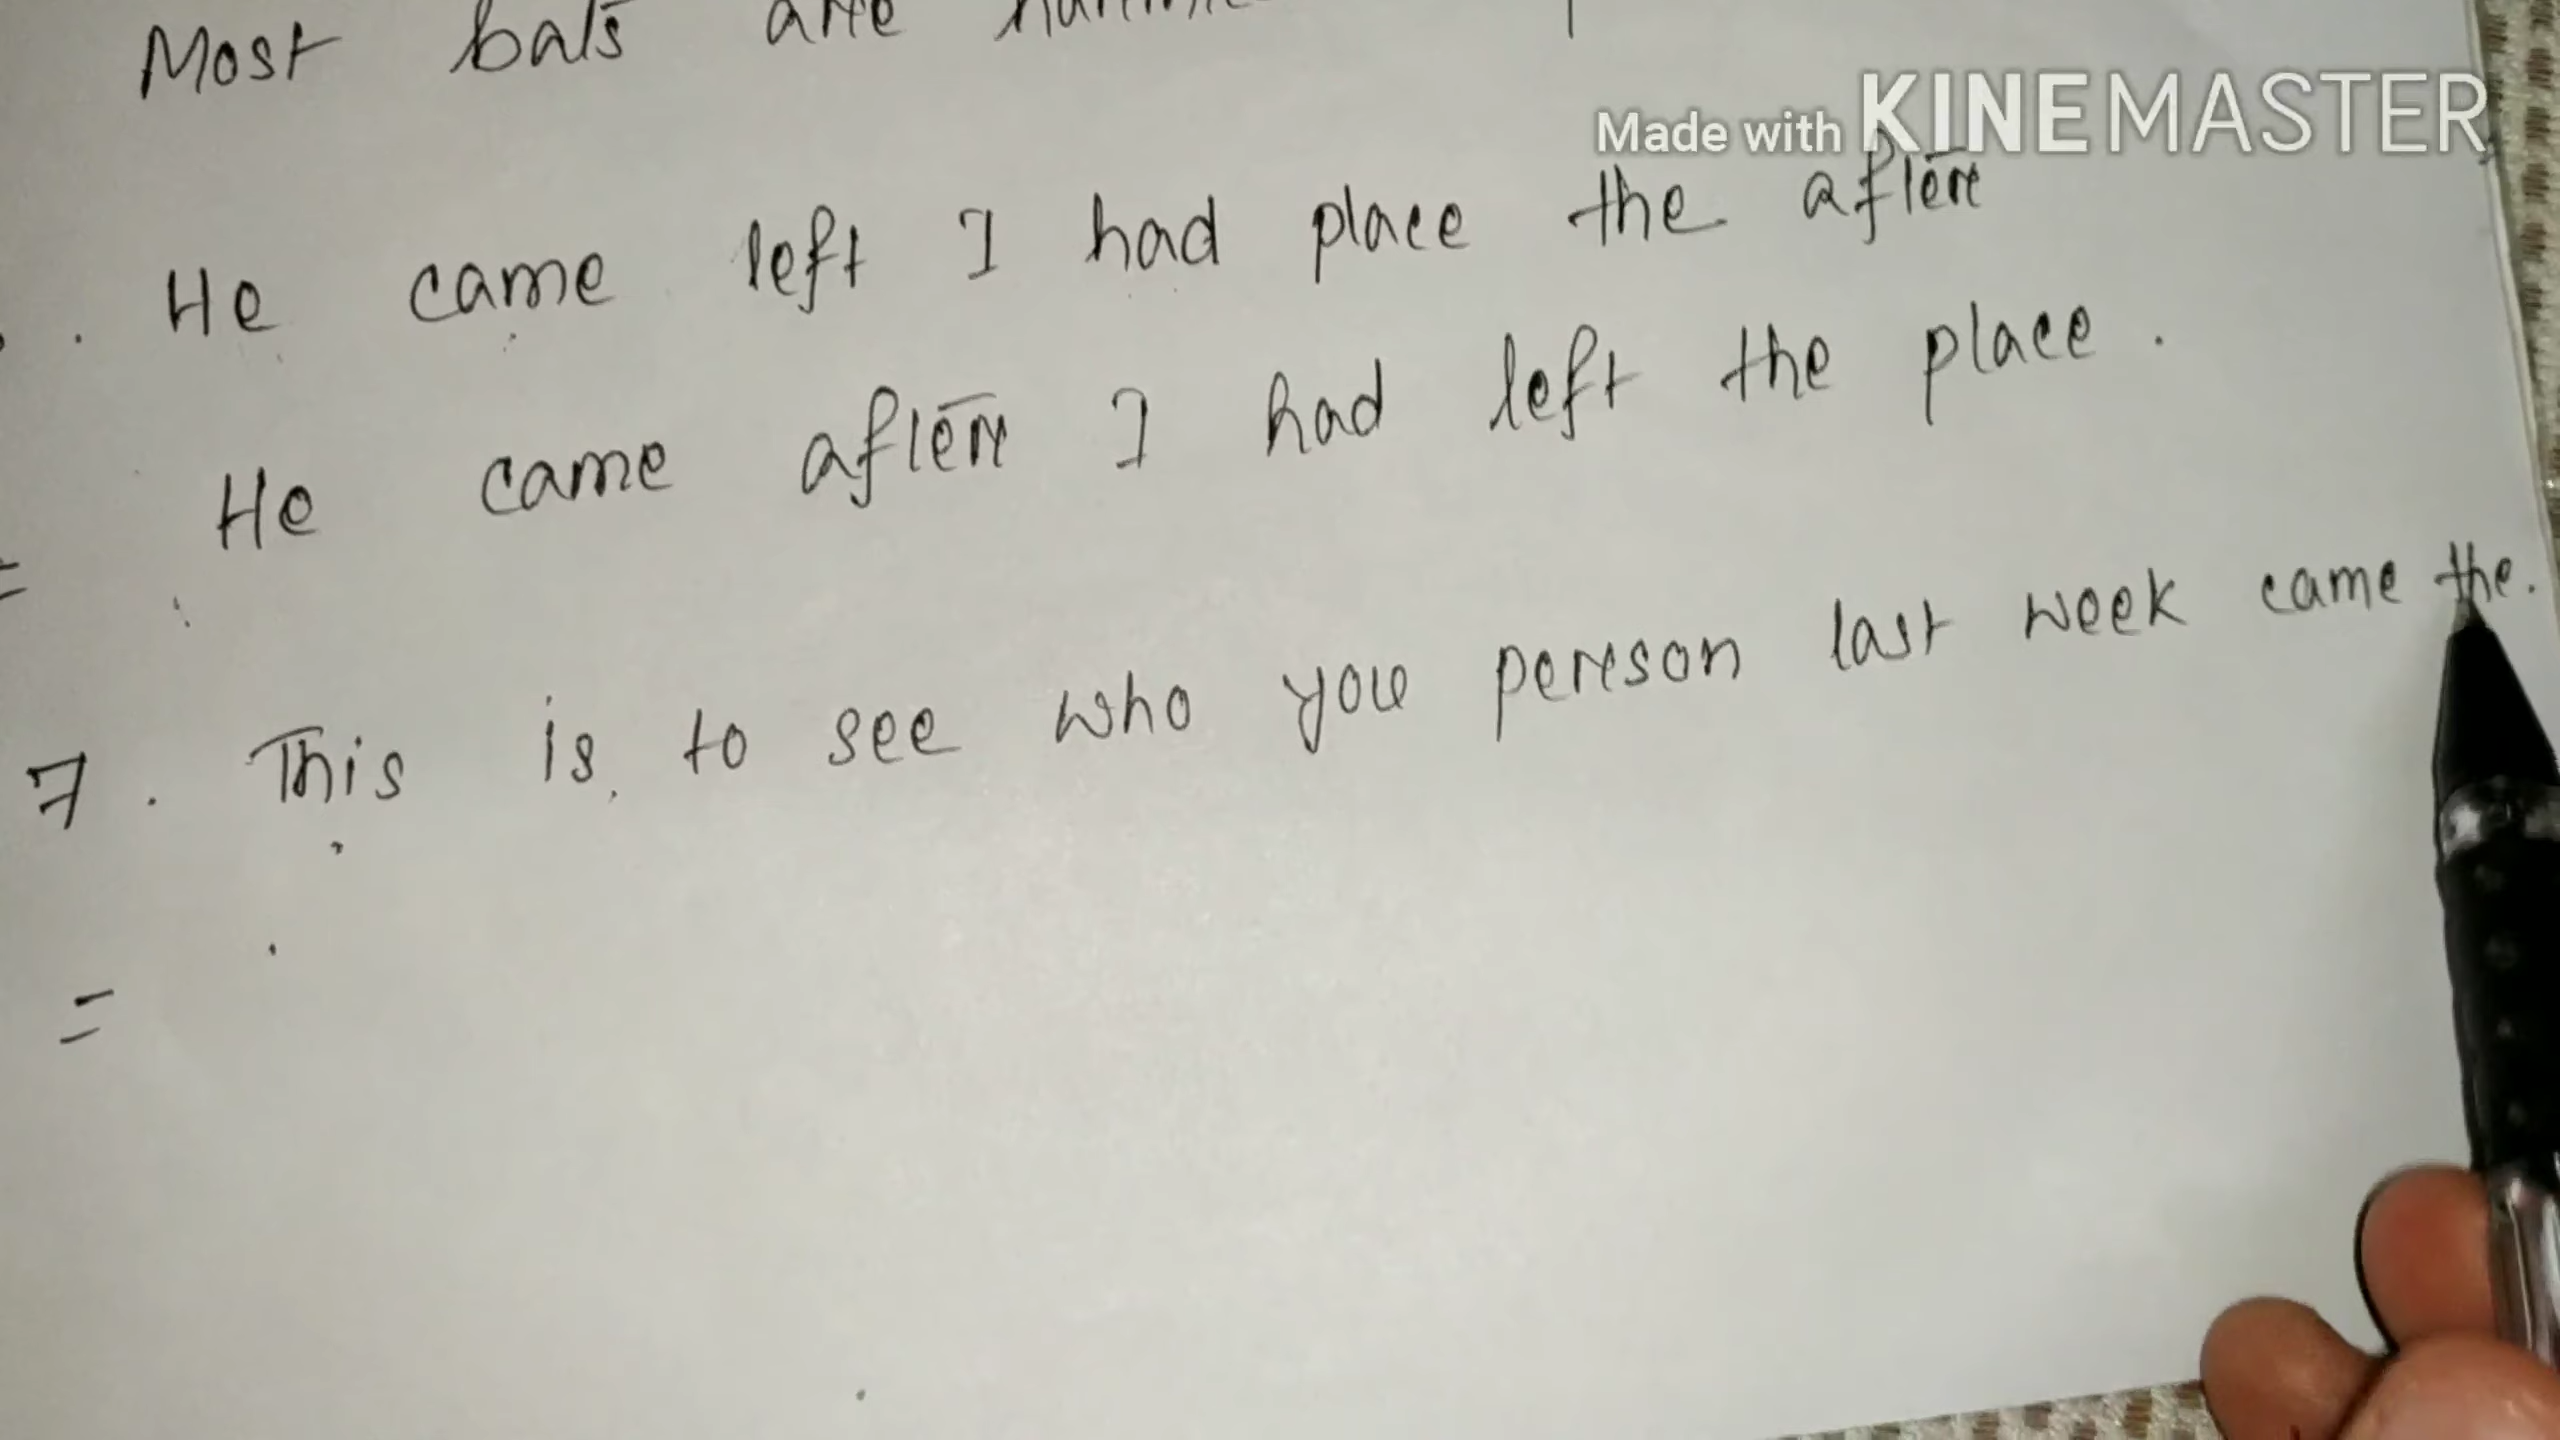 Most bats are
Made with KINEMASTER
. He came left I had place the after
= He came after I had left the place.
7. This is to see who you person last week came the.
=